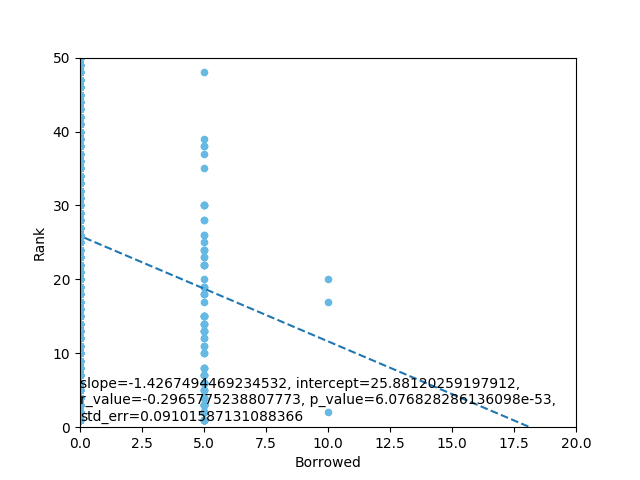 50
40
30
20
10
0
Rank
slope=-1.4267494469234532, intercept=25.88120259197912,
r_value=-0.2965775238807773, p_value=6.076828286136098e-53,
std_err=0.09101587131088366
0.0 2.5 5.0 7.5 10.0 12.5 15.0 17.5 20.0
Borrowed